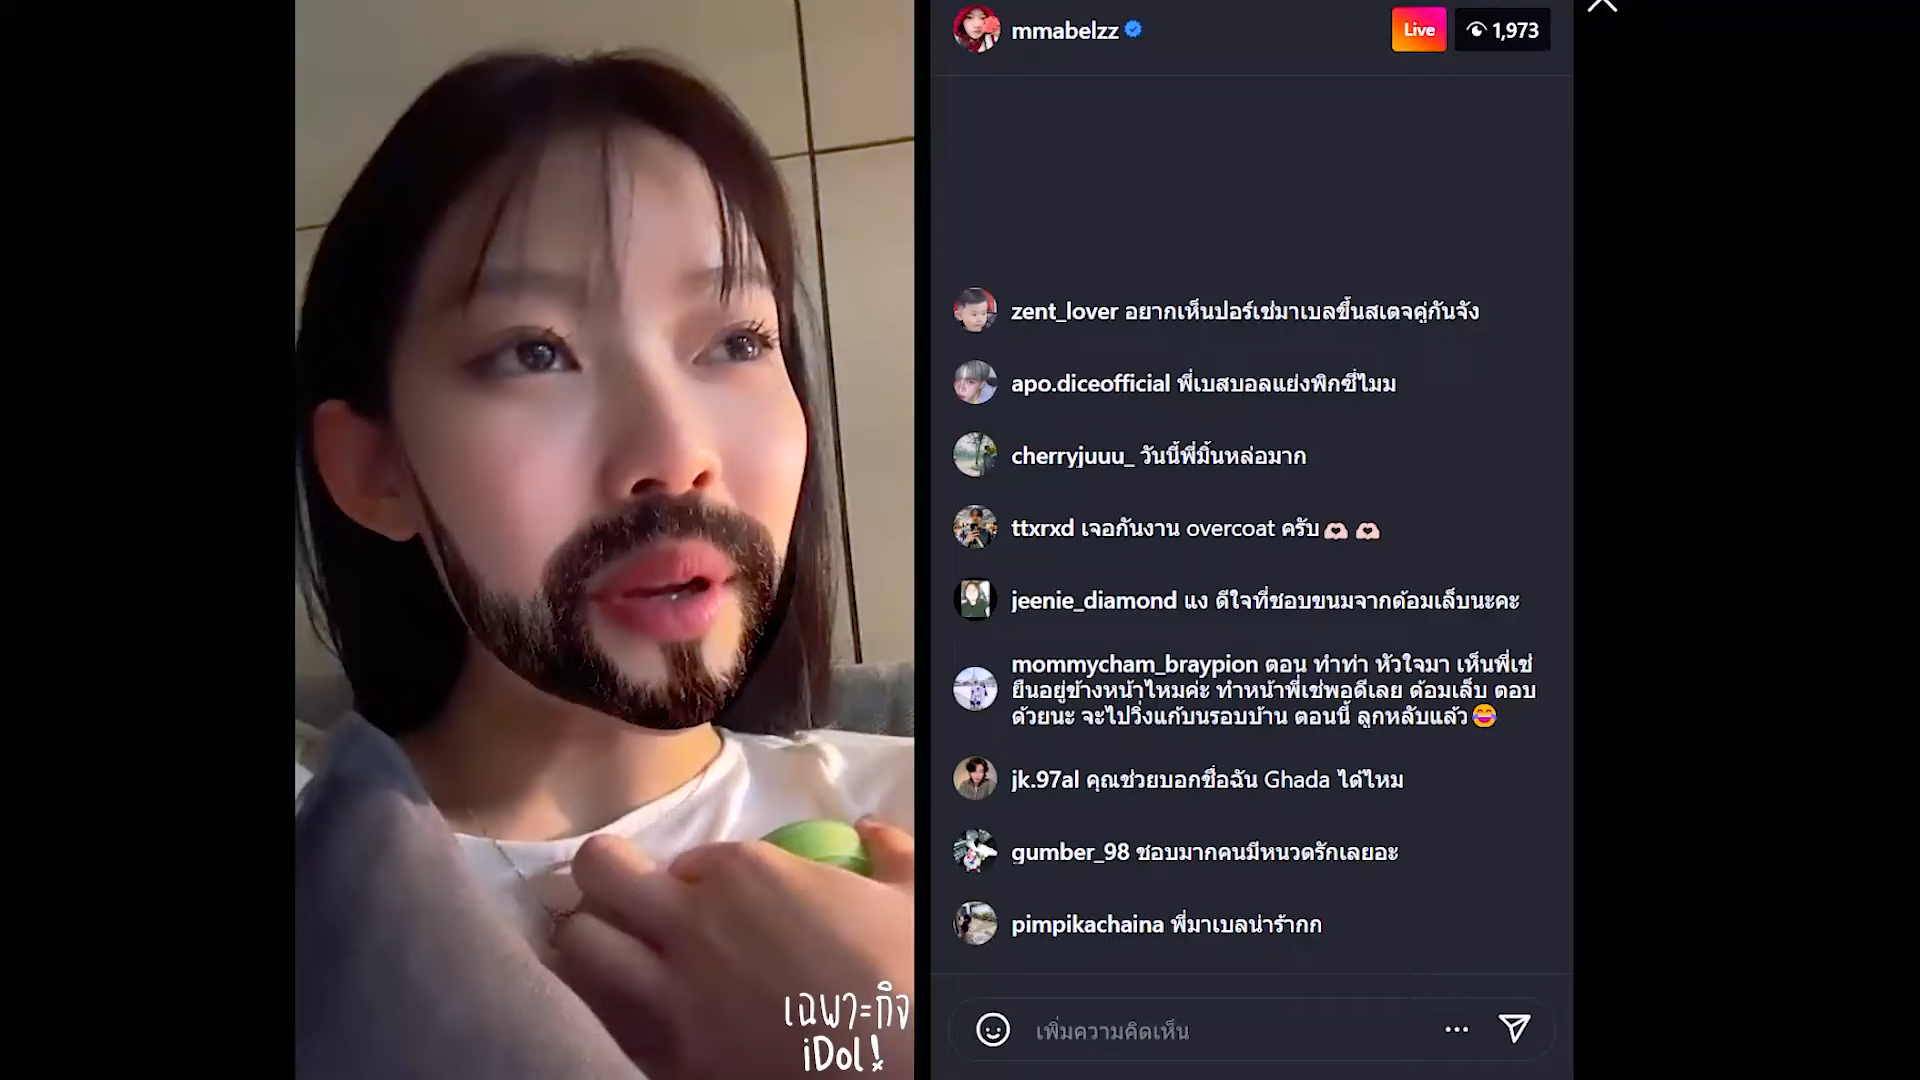 mmabelzz
Live
1,973
zent_lover อยากเห็นปอร์เช่มาเบลขึ้นสเตจคู่กันจัง
apo.diceofficial พี่เบสบอลแย่งพิกซี่ไมม
cherryjuuu_ วันนี้พี่มิ้นหล่อมาก
ttxrxd เจอกันงาน overcoat ครับ🫶🏻 🫶🏻
jeenie_diamond แง ดีใจที่ชอบขนมจากด้อมเล็บนะคะ
mommycham_braypion ตอน ทำท่า หัวใจมา เห็นพี่เช่
ยืนอยู่ข้างหน้าไหมค่ะ ทำหน้าพี่เช่พอดีเลย ด้อมเล็บ ตอบ
ด้วยนะ จะไปวิ่งแก้บนรอบบ้าน ตอนนี้ ลูกหลับแล้ว😂
jk.97al คุณช่วยบอกชื่อฉัน Ghada ได้ไหม
gumber_98 ชอบมากคนมีหนวดรักเลยอะ
pimpikachaina พี่มาเบลน่าร้ากก
เพิ่มความคิดเห็น
เฉพาะกิจ
iDol!